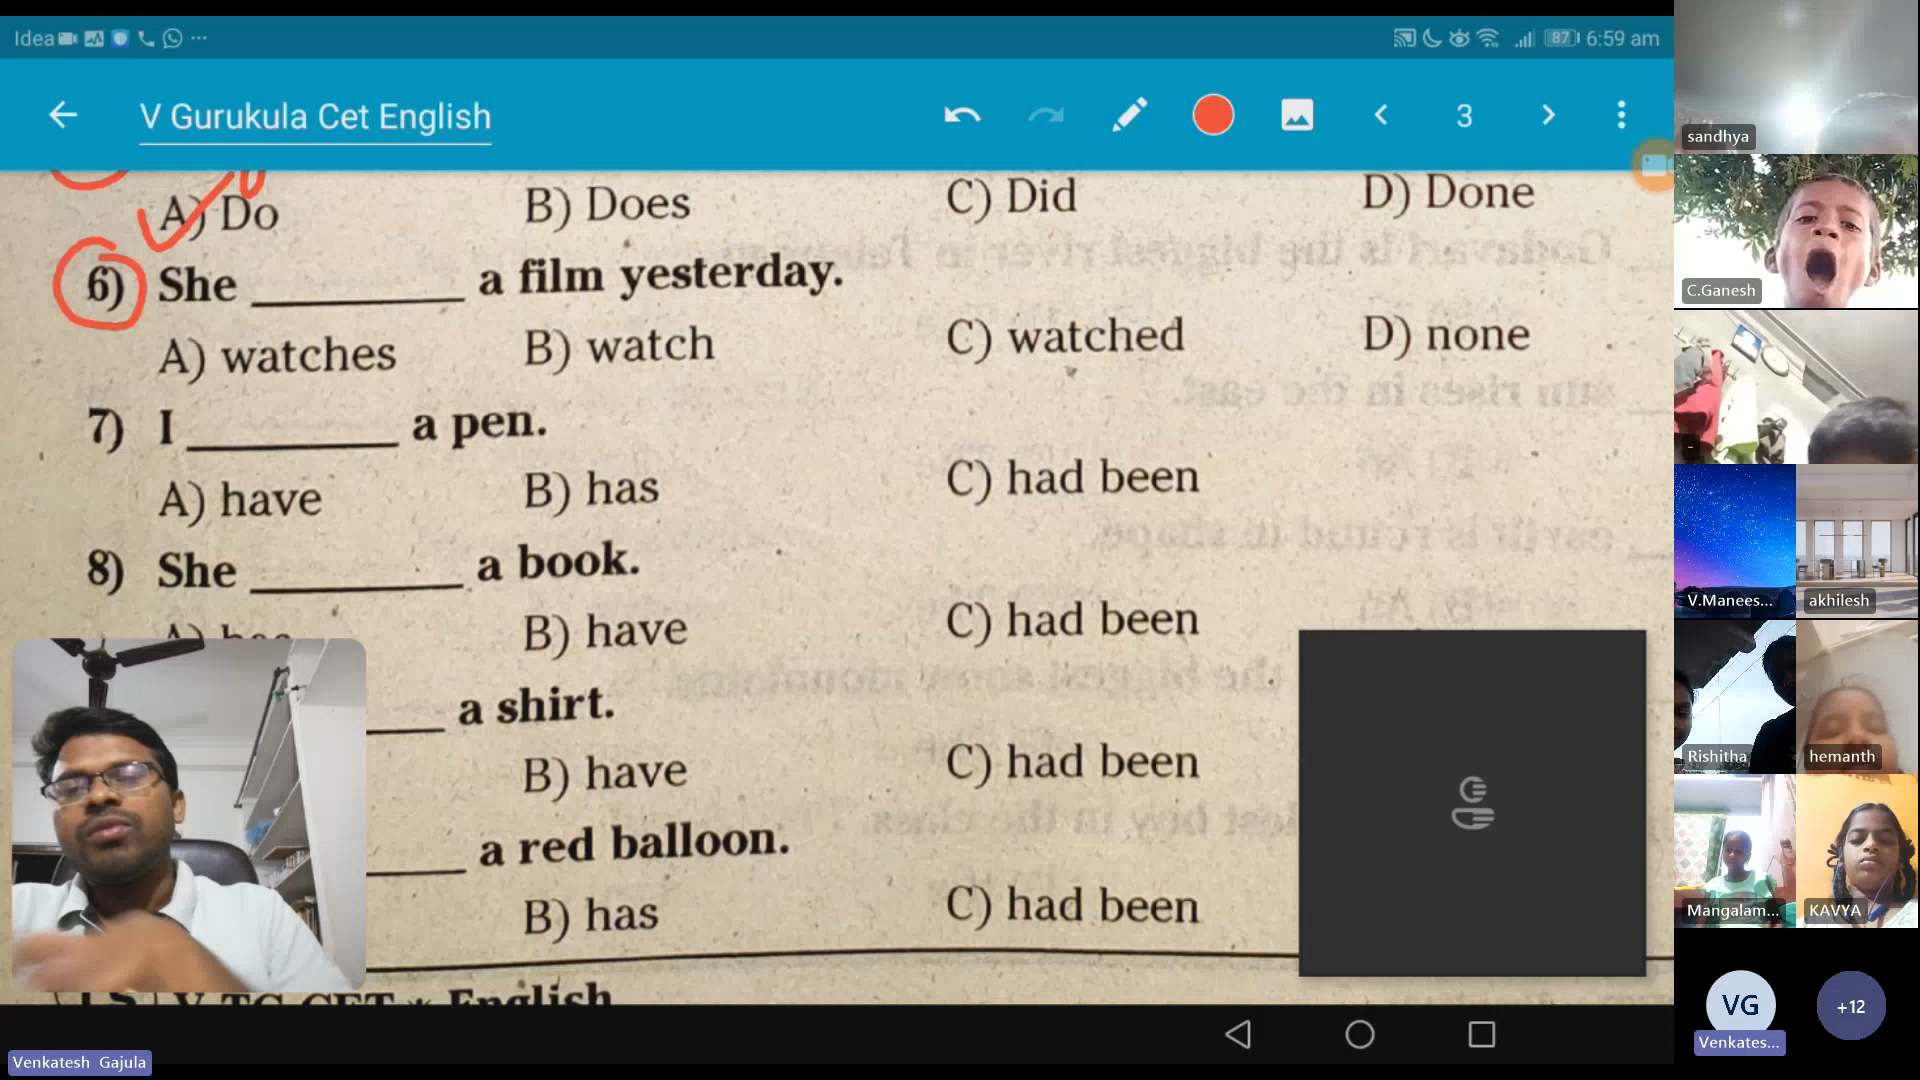 Idea
87 6:59 am
V Gurukula Cet English
3
A) Do B) Does C) Did D) Done
6) She ________ a film yesterday.
A) watches B) watch C) watched D) none
7) I ________ a pen.
A) have B) has C) had been
8) She ________ a book.
B) have C) had been
________ a shirt.
B) have C) had been
________ a red balloon.
B) has C) had been
English
Venkatesh Gajula
sandhya
C.Ganesh
V.Manees...
akhilesh
Rishitha
hemanth
Mangalam...
KAVYA
VG
+12
Venkates...